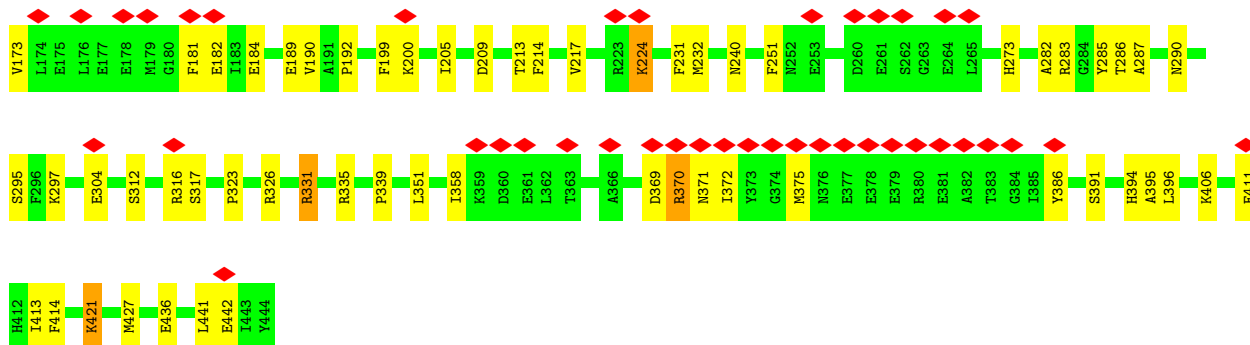 V173 L174 E175 L176 E177 E178 M179 G180 F181 E182 I183 E184 E189 V190 A191 P192 F199 K200 I205 D209 T213 F214 V217 R223 K224 F231 M232 N240 F251 N252 E253 D260 E261 S262 G263 E264 L265 H273 A282 R283 G284 Y285 T286 A287 N290
S295 F296 K297 E304 S312 R316 S317 P323 R326 R331 R335 P339 L351 I358 K359 D360 E361 L362 T363 A366 D369 R370 N371 I372 Y373 G374 M375 N376 E377 E378 E379 R380 E381 A382 T383 G384 I385 Y386 S391 H394 A395 L396 K406 E411
H412 I413 F414 K421 M427 E436 L441 E442 I443 Y444